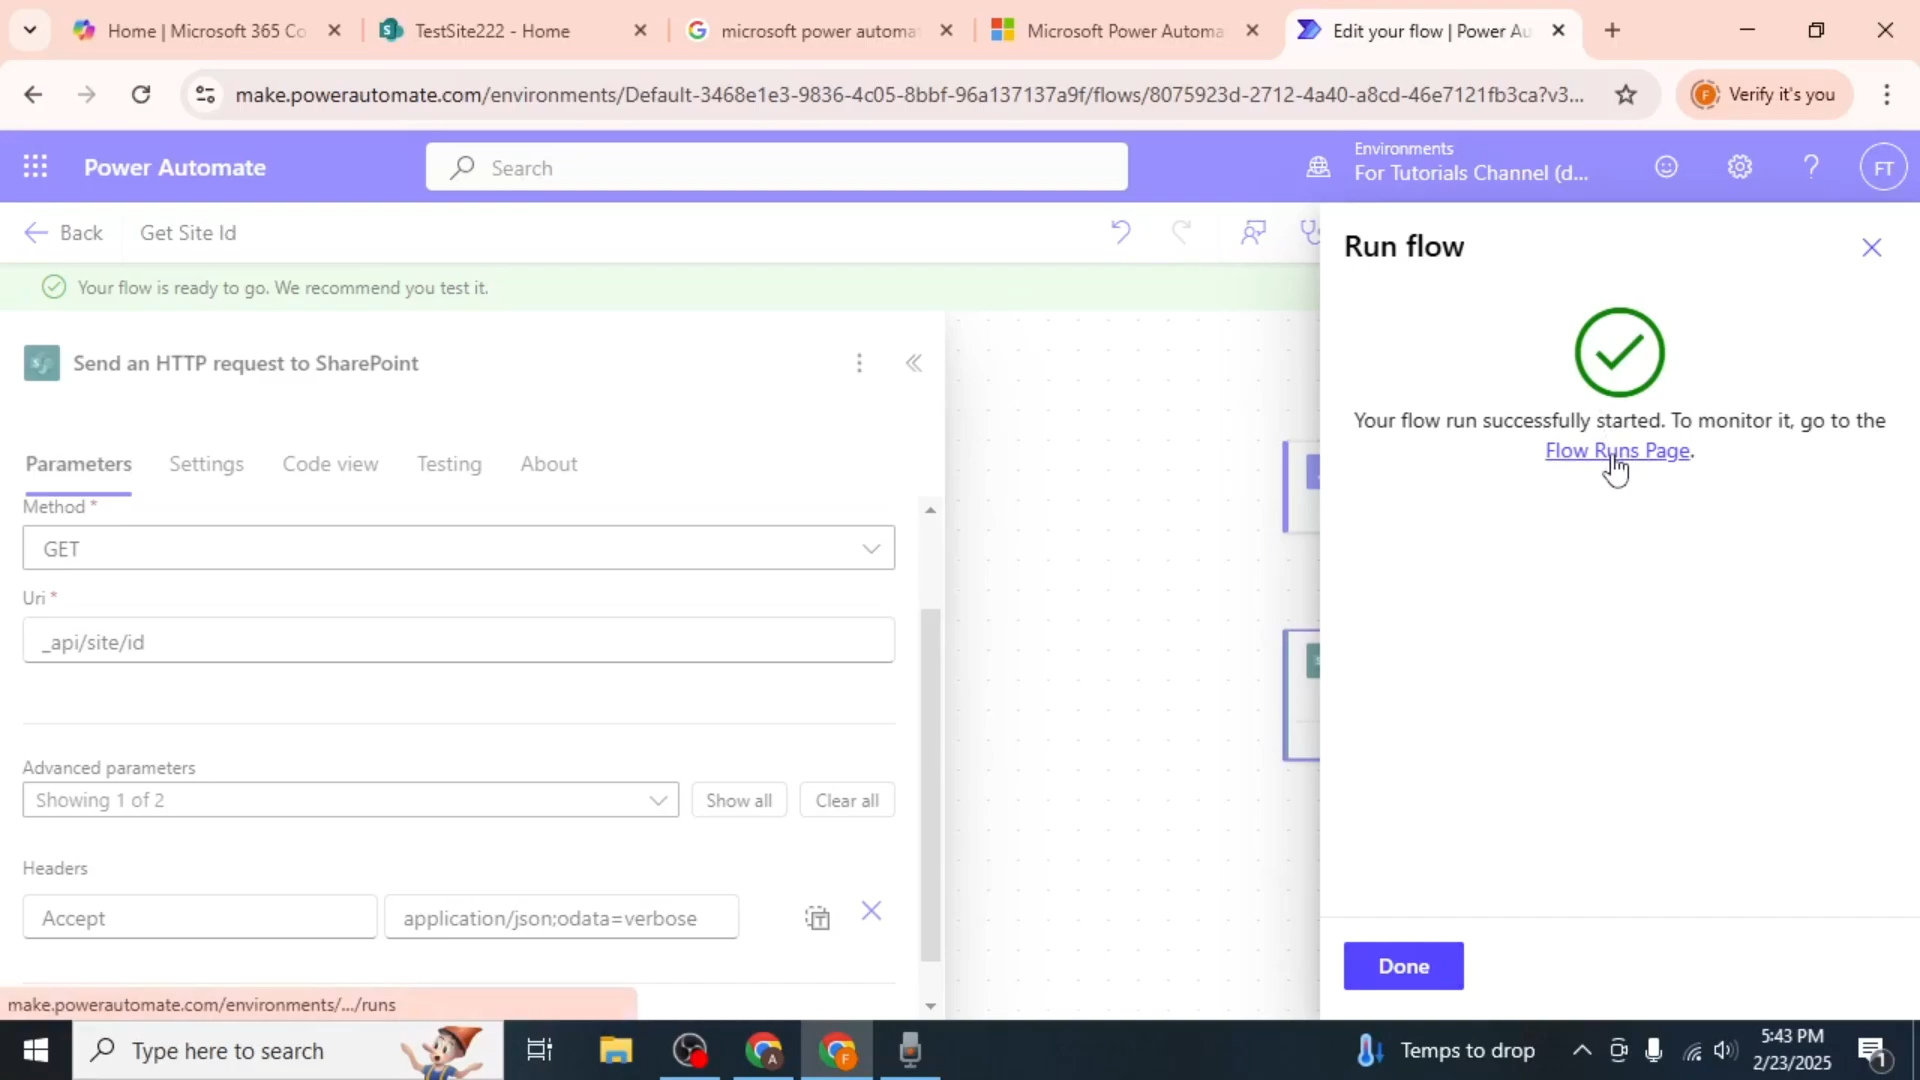 Home | Microsoft 365 Co
TestSite222 - Home
microsoft power automa
Microsoft Power Automa
Edit your flow | Power Au
make.powerautomate.com/environments/Default-3468e1e3-9836-4c05-8bbf-96a137137a9f/flows/8075923d-2712-4a40-a8cd-46e7121fb3ca?v3...
Verify it's you
Power Automate
Search
Environments
For Tutorials Channel (d...
FT
Back
Get Site Id
Your flow is ready to go. We recommend you test it.
Send an HTTP request to SharePoint
Parameters
Settings
Code view
Testing
About
Method *
GET
Uri *
_api/site/id
Advanced parameters
Showing 1 of 2
Show all
Clear all
Headers
Accept
application/json;odata=verbose
Run flow
Your flow run successfully started. To monitor it, go to the
Flow Runs Page.
Done
make.powerautomate.com/environments/.../runs
Type here to search
Temps to drop
5:43 PM
2/23/2025
1